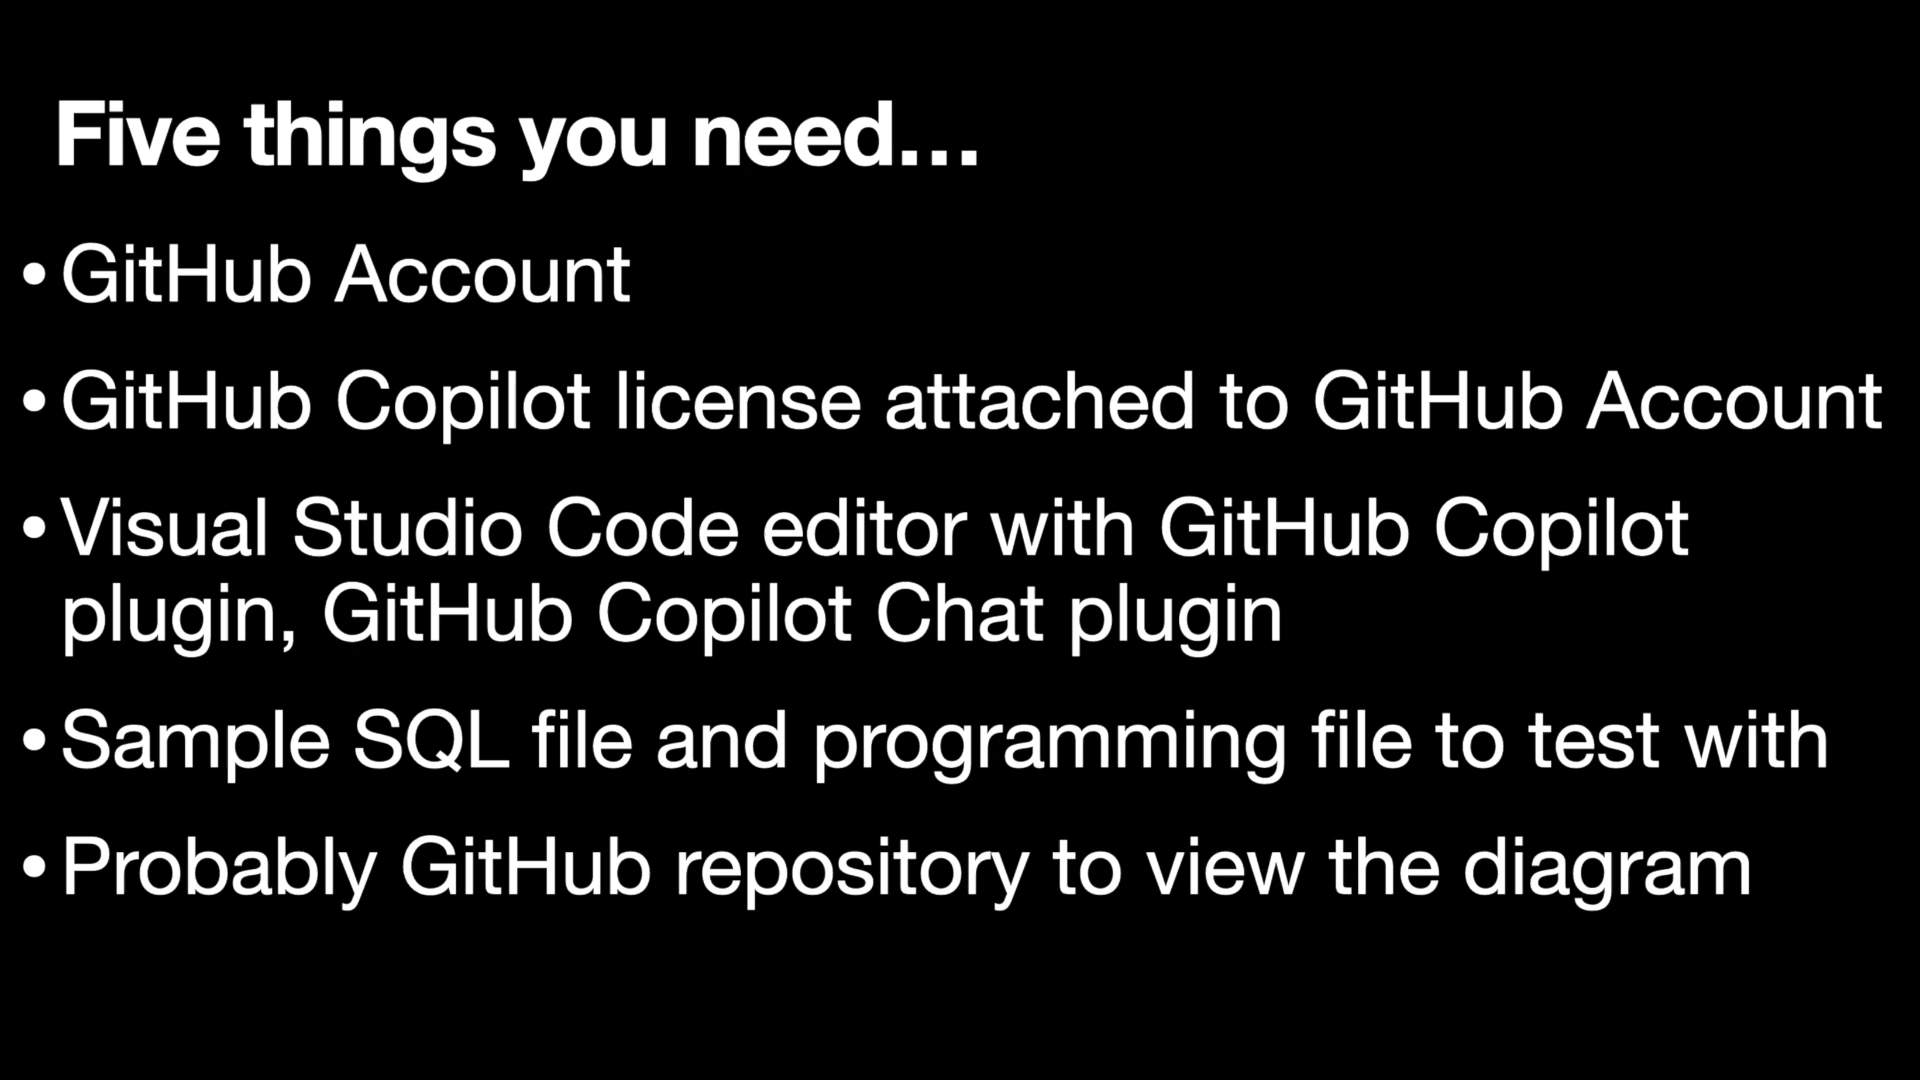 Five things you need...
• GitHub Account
• GitHub Copilot license attached to GitHub Account
• Visual Studio Code editor with GitHub Copilot
plugin, GitHub Copilot Chat plugin
• Sample SQL file and programming file to test with
• Probably GitHub repository to view the diagram